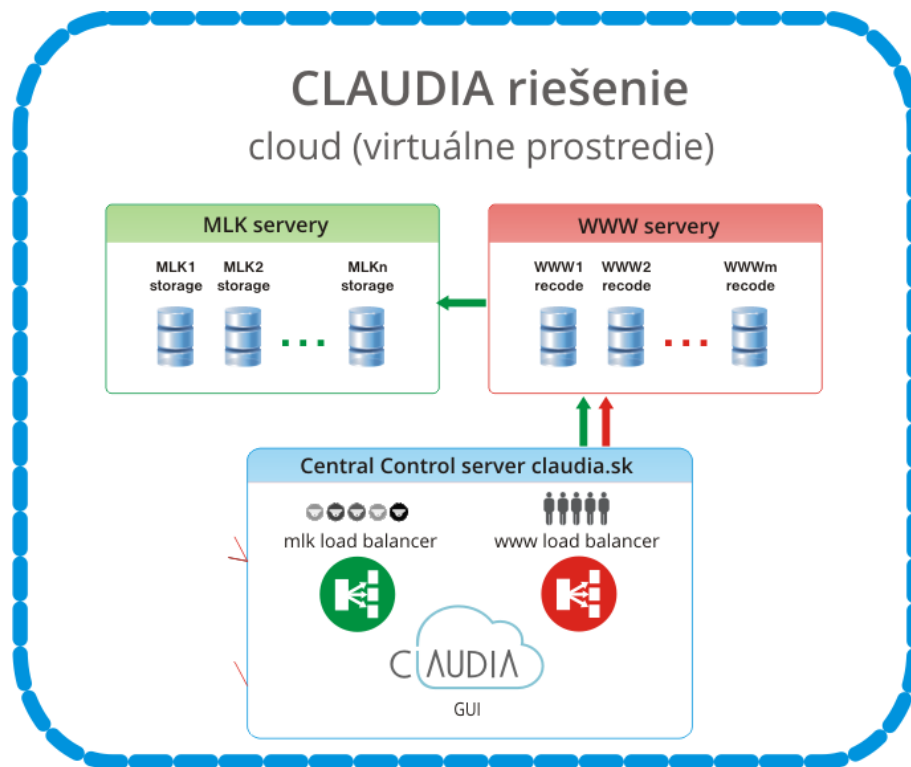 CLAUDIA riešenie
cloud (virtuálne prostredie)
MLK servery
MLK1 storage
MLK2 storage
...
MLKn storage
WWW servery
WWW1 recode
WWW2 recode
...
WWWm recode
Central Control server claudia.sk
mlk load balancer
www load balancer
CLAUDIA
GUI